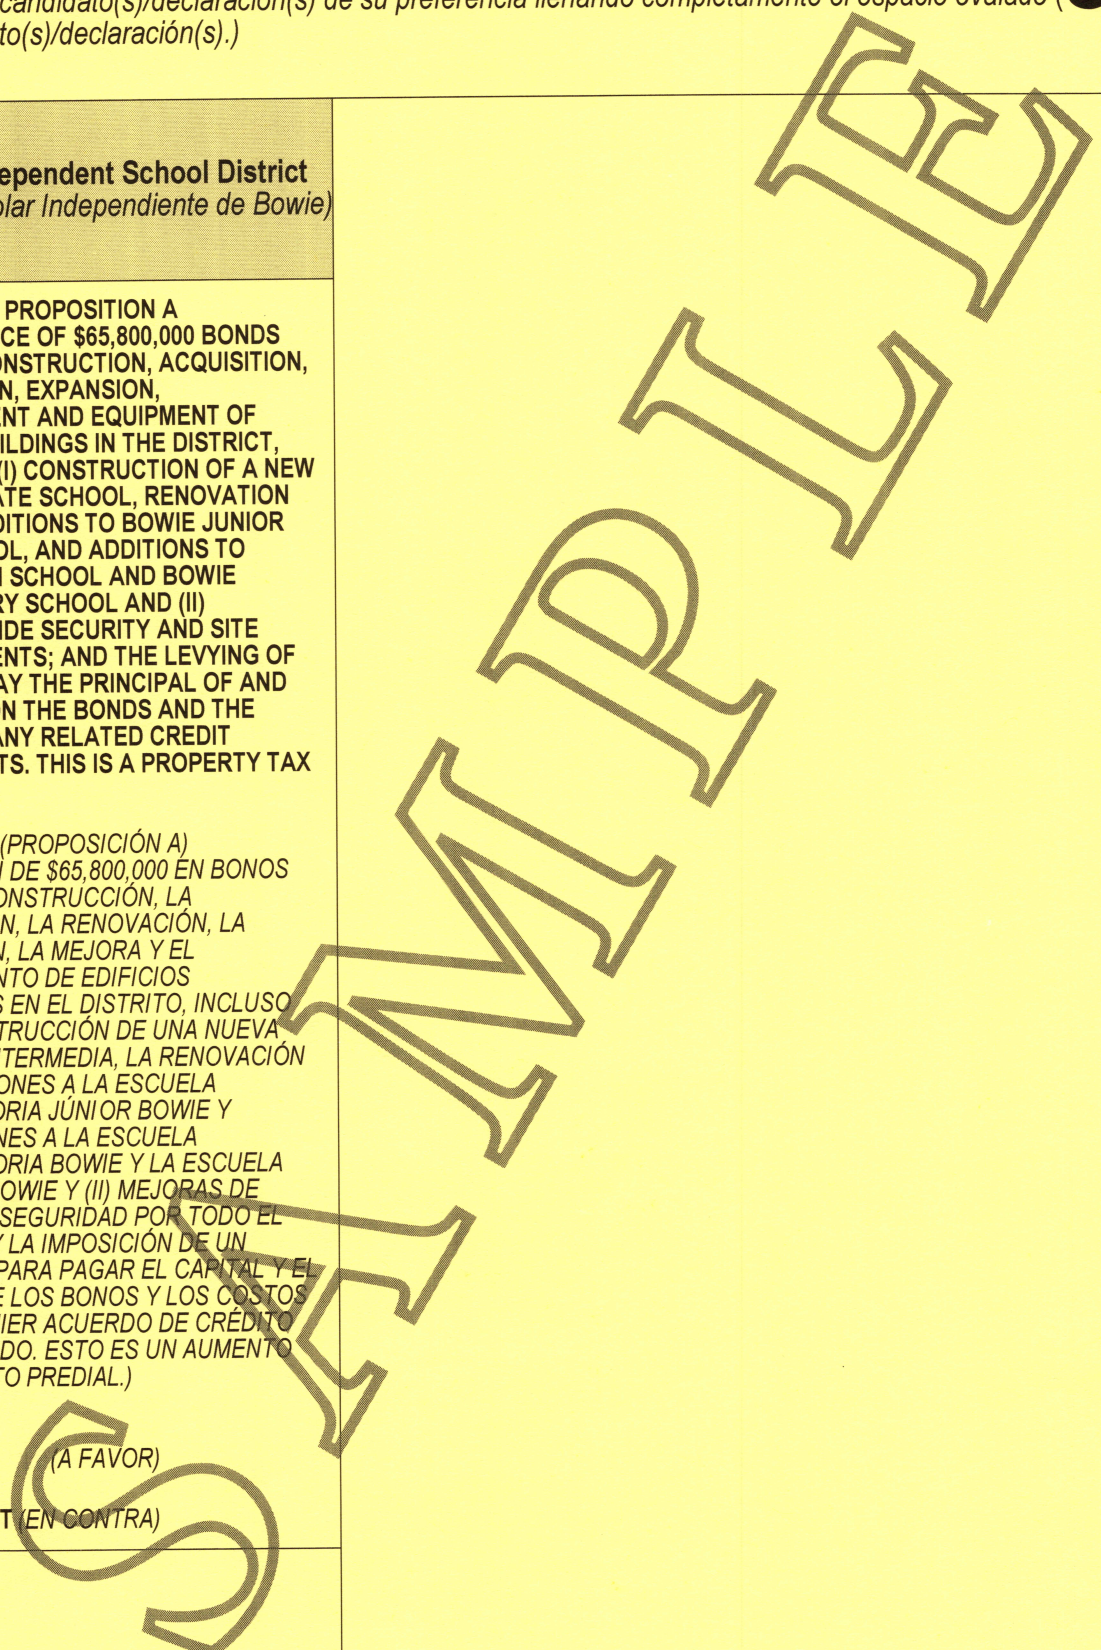 candidato(s)/declaración(s) de su preferencia llenando completamente el espacio ovalado (
to(s)/declaración(s).)
ependent School District
olar Independiente de Bowie)
PROPOSITION A
CE OF $65,800,000 BONDS
ONSTRUCTION, ACQUISITION,
N, EXPANSION,
ENT AND EQUIPMENT OF
ILDINGS IN THE DISTRICT,
(I) CONSTRUCTION OF A NEW
ATE SCHOOL, RENOVATION
DITIONS TO BOWIE JUNIOR
OL, AND ADDITIONS TO
H SCHOOL AND BOWIE
RY SCHOOL AND (II)
IDE SECURITY AND SITE
ENTS; AND THE LEVYING OF
AY THE PRINCIPAL OF AND
ON THE BONDS AND THE
ANY RELATED CREDIT
TS. THIS IS A PROPERTY TAX
(PROPOSICIÓN A)
N DE $65,800,000 EN BONOS
ONSTRUCCIÓN, LA
N, LA RENOVACIÓN, LA
N, LA MEJORA Y EL
NTO DE EDIFICIOS
S EN EL DISTRITO, INCLUSO
TRUCCIÓN DE UNA NUEVA
NTERMEDIA, LA RENOVACIÓN
ONES A LA ESCUELA
ORIA JÚNIOR BOWIE Y
NES A LA ESCUELA
ORIA BOWIE Y LA ESCUELA
OWIE Y (II) MEJORAS DE
SEGURIDAD POR TODO EL
Y LA IMPOSICIÓN DE UN
PARA PAGAR EL CAPITAL Y EL
E LOS BONOS Y LOS COSTOS
IER ACUERDO DE CRÉDITO
DO. ESTO ES UN AUMENTO
TO PREDIAL.)
(A FAVOR)
T (EN CONTRA)
SAMPLE